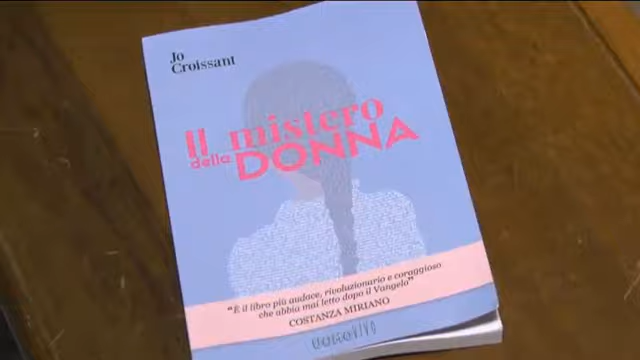 Jo
Croissant
Il mistero
della DONNA
"È il libro più audace, rivoluzionario e coraggioso
che abbia mai letto dopo il Vangelo"
COSTANZA MIRIANO